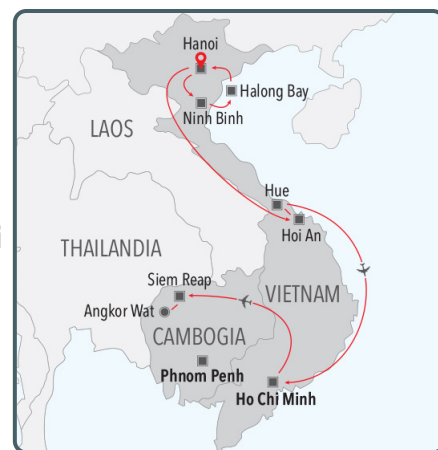 Hanoi
Halong Bay
Ninh Binh
LAOS
Hue
Hoi An
THAILANDIA
Siem Reap
VIETNAM
Angkor Wat
CAMBOGIA
Phnom Penh
Ho Chi Minh